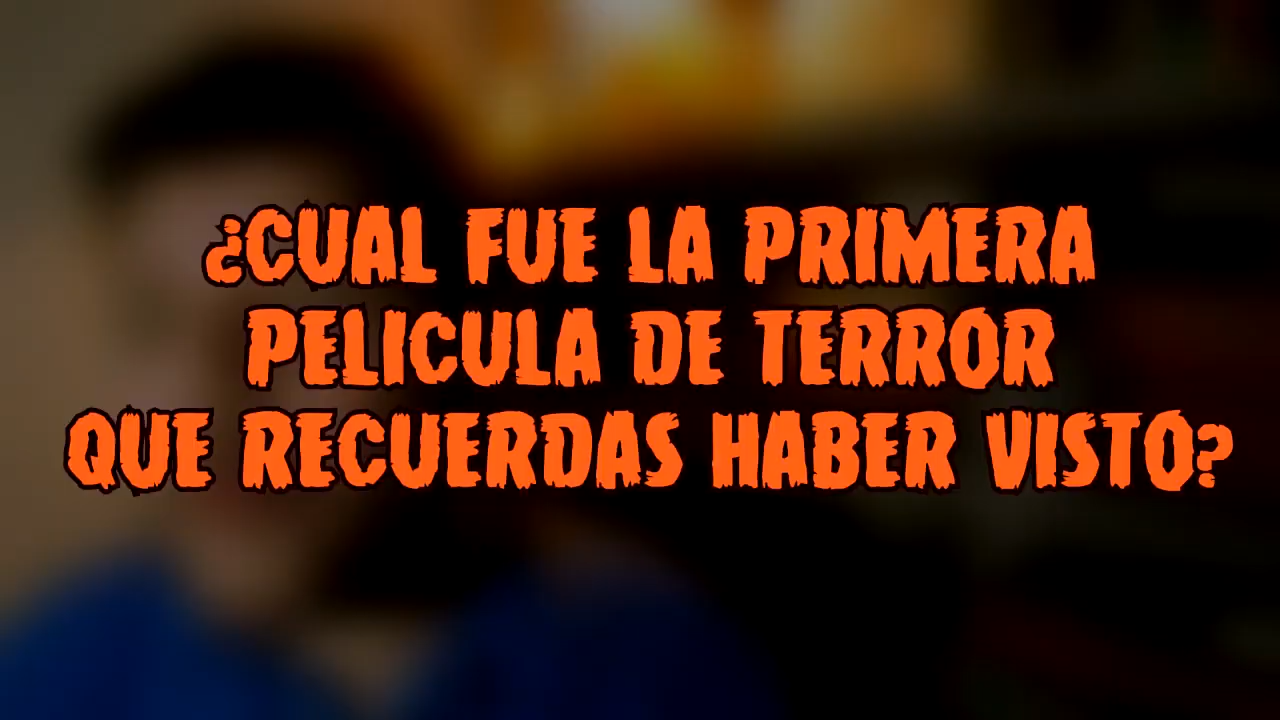 ¿CUAL FUE LA PRIMERA
PELICULA DE TERROR
QUE RECUERDAS HABER VISTO?